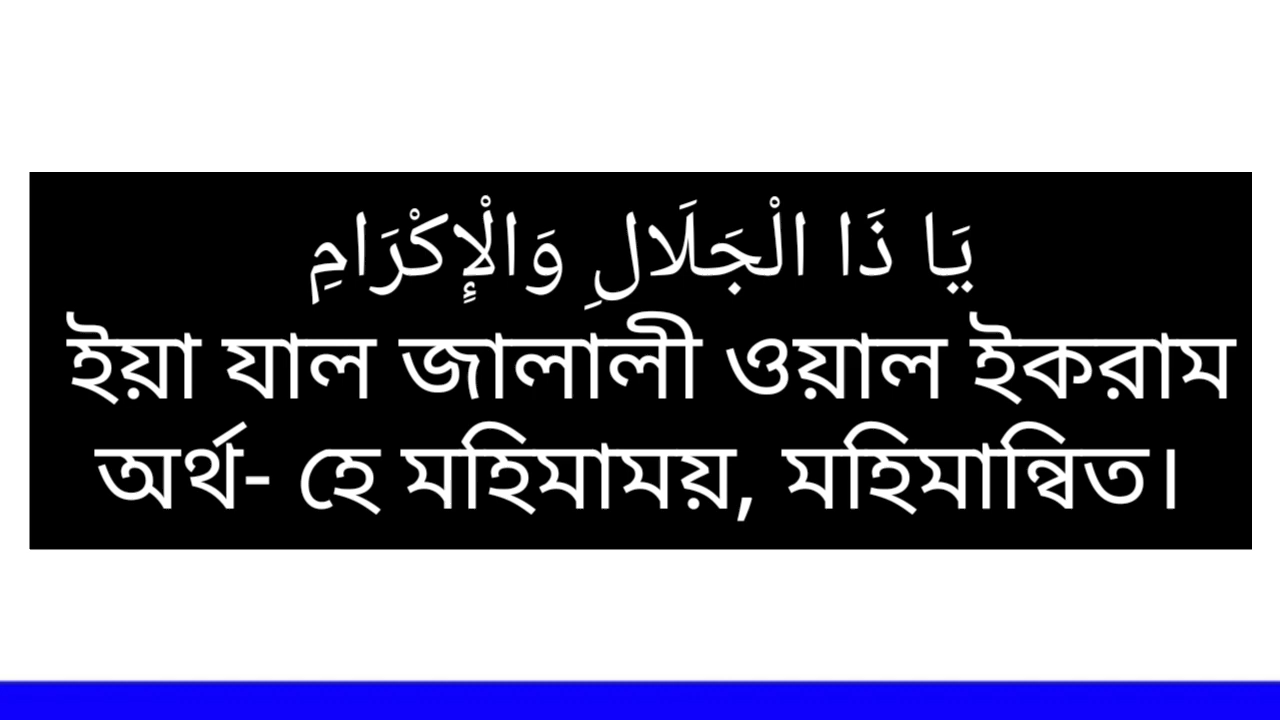 يَا ذَا الْجَلَالِ وَالْإِكْرَامِ
ইয়া যাল জালালী ওয়াল ইকরাম
অর্থ- হে মহিমাময়, মহিমান্বিত।